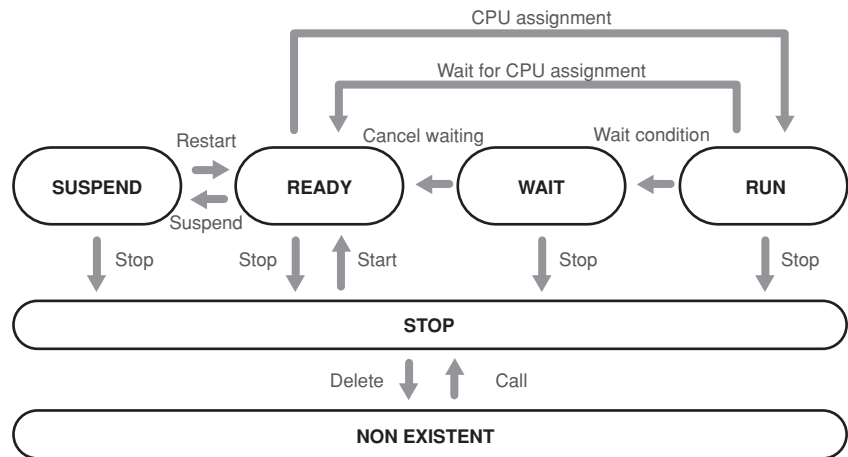 CPU assignment
Wait for CPU assignment
Restart
Cancel waiting
Wait condition
SUSPEND
READY
WAIT
RUN
Suspend
Stop
Stop
Start
Stop
Stop
STOP
Delete
Call
NON EXISTENT